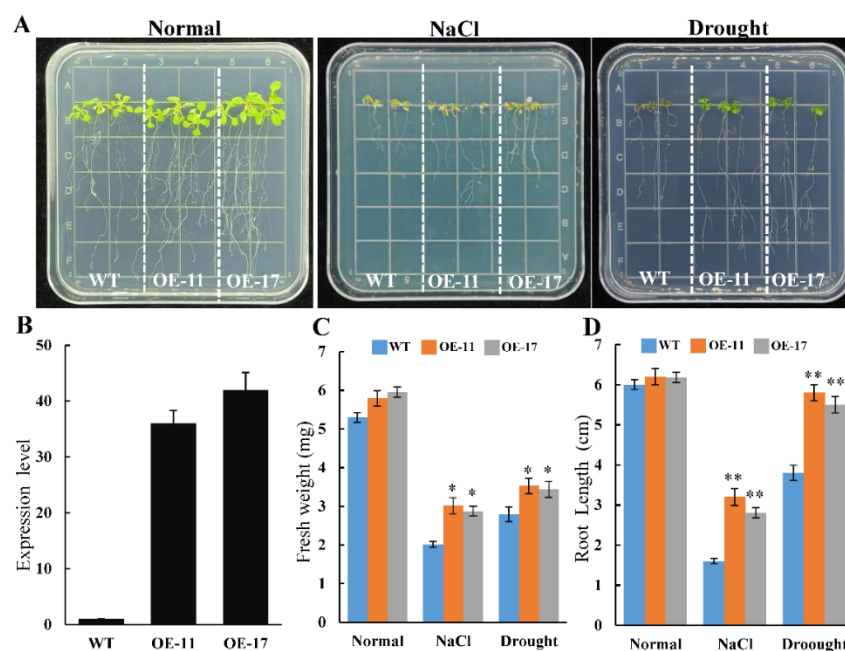 A
Normal
NaCl
Drought
WT OE-11 OE-17
WT OE-11 OE-17
WT OE-11 OE-17
B
Expression level
50
40
30
20
10
0
WT OE-11 OE-17
C
WT OE-11 OE-17
Fresh weight (mg)
7
6
5
4
3
2
1
0
* * * *
Normal NaCl Drought
D
WT OE-11 OE-17
Root Length (cm)
7
6
5
4
3
2
1
0
** ** ** **
Normal NaCl Droought